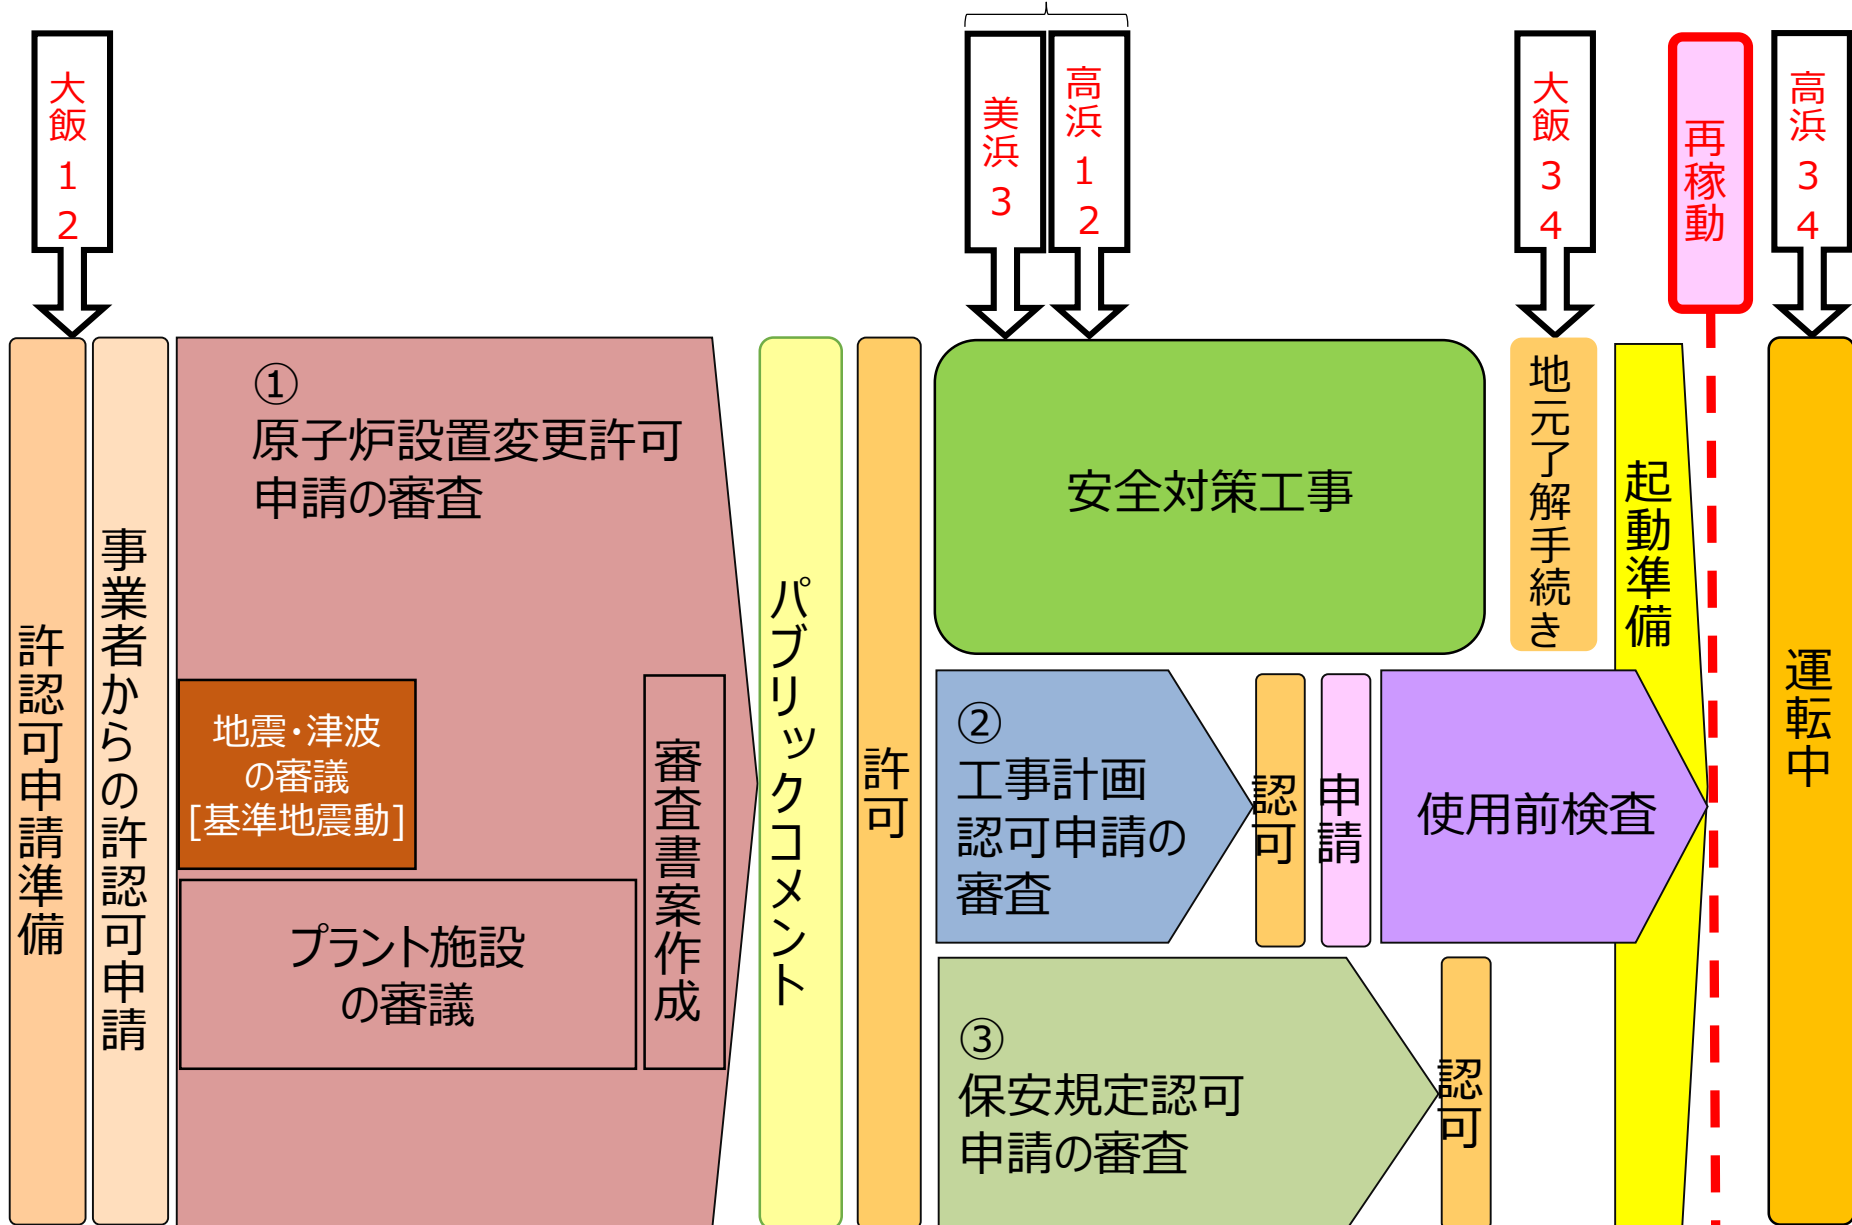 大飯12
美浜3
高浜12
大飯34
再稼動
高浜34
許認可申請準備
事業者からの許認可申請
①
原子炉設置変更許可
申請の審査
地震・津波
の審議
[基準地震動]
プラント施設
の審議
審査書案作成
パブリックコメント
許可
安全対策工事
②
工事計画
認可申請の
審査
認可
申請
使用前検査
③
保安規定認可
申請の審査
認可
地元了解手続き
起動準備
運転中